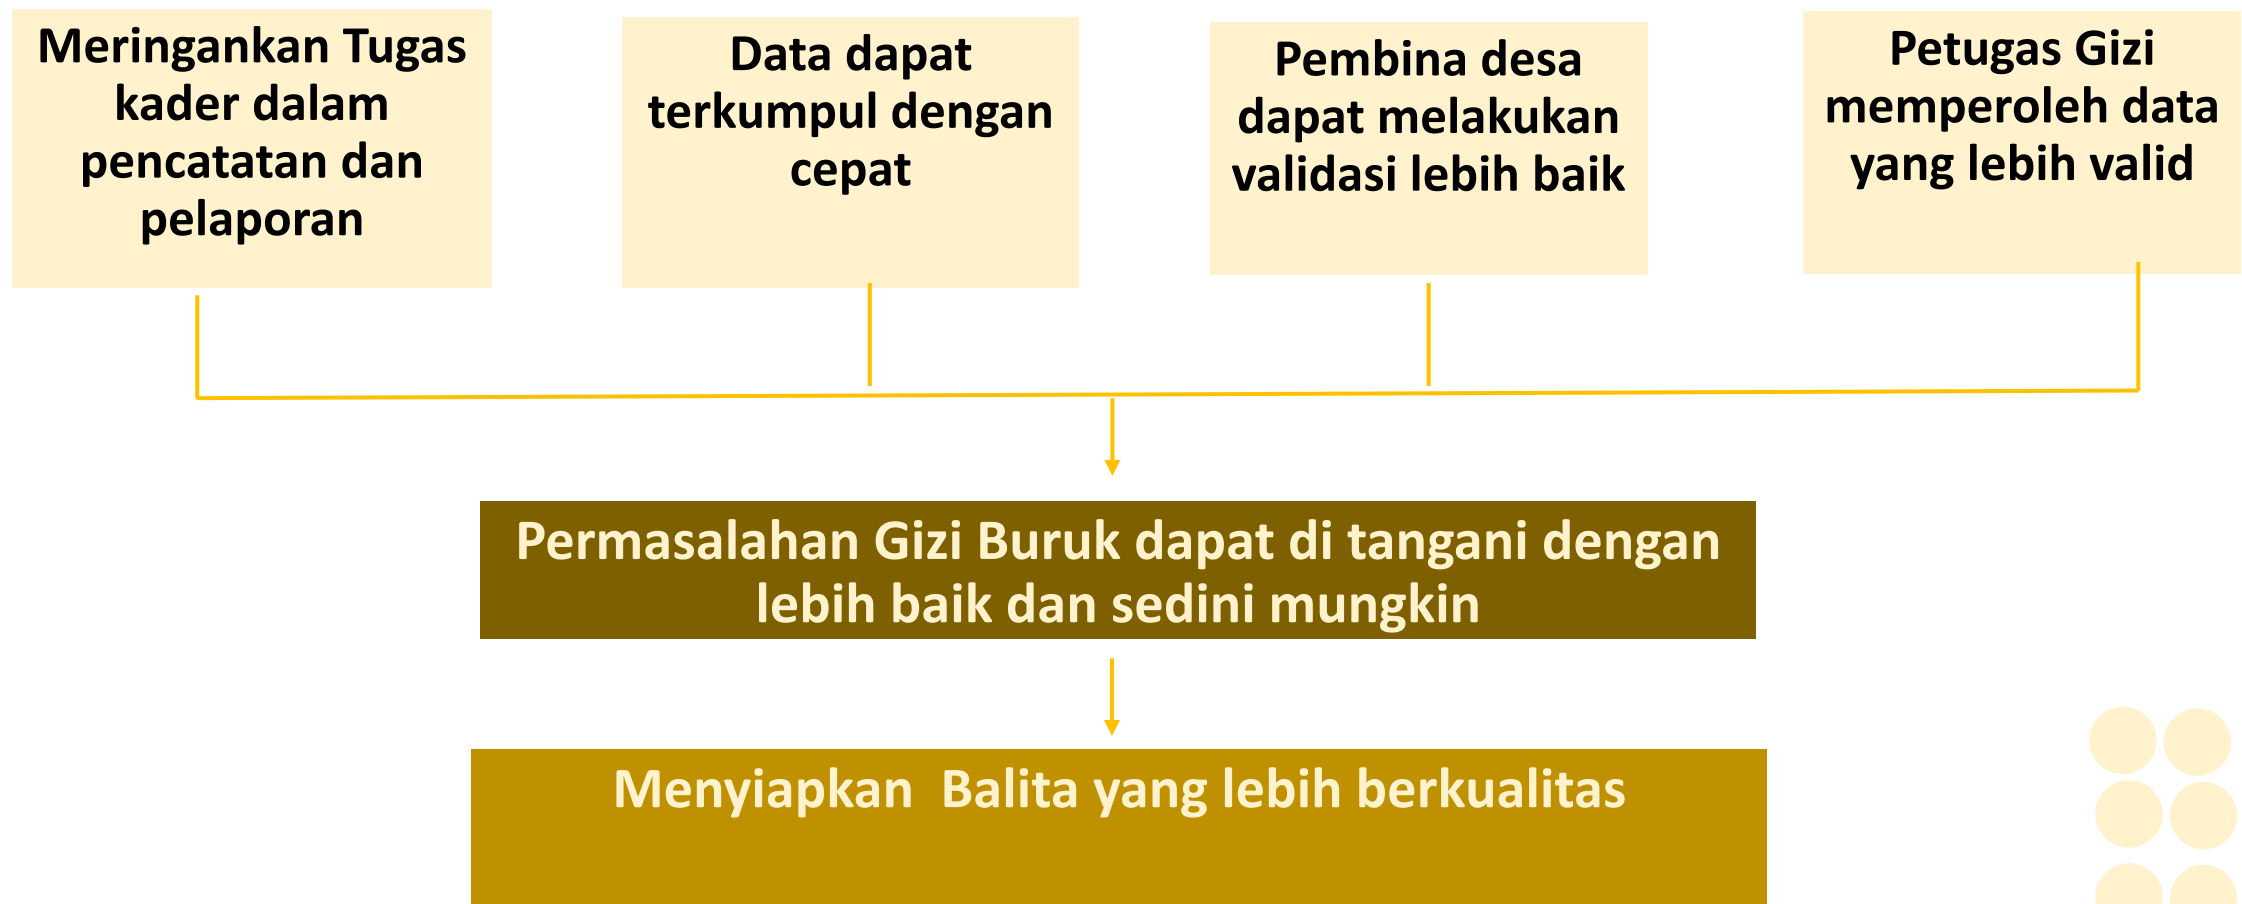 Meringankan Tugas
kader dalam
pencatatan dan
pelaporan
Data dapat
terkumpul dengan
cepat
Pembina desa
dapat melakukan
validasi lebih baik
Petugas Gizi
memperoleh data
yang lebih valid
Permasalahan Gizi Buruk dapat di tangani dengan
lebih baik dan sedini mungkin
Menyiapkan  Balita yang lebih berkualitas